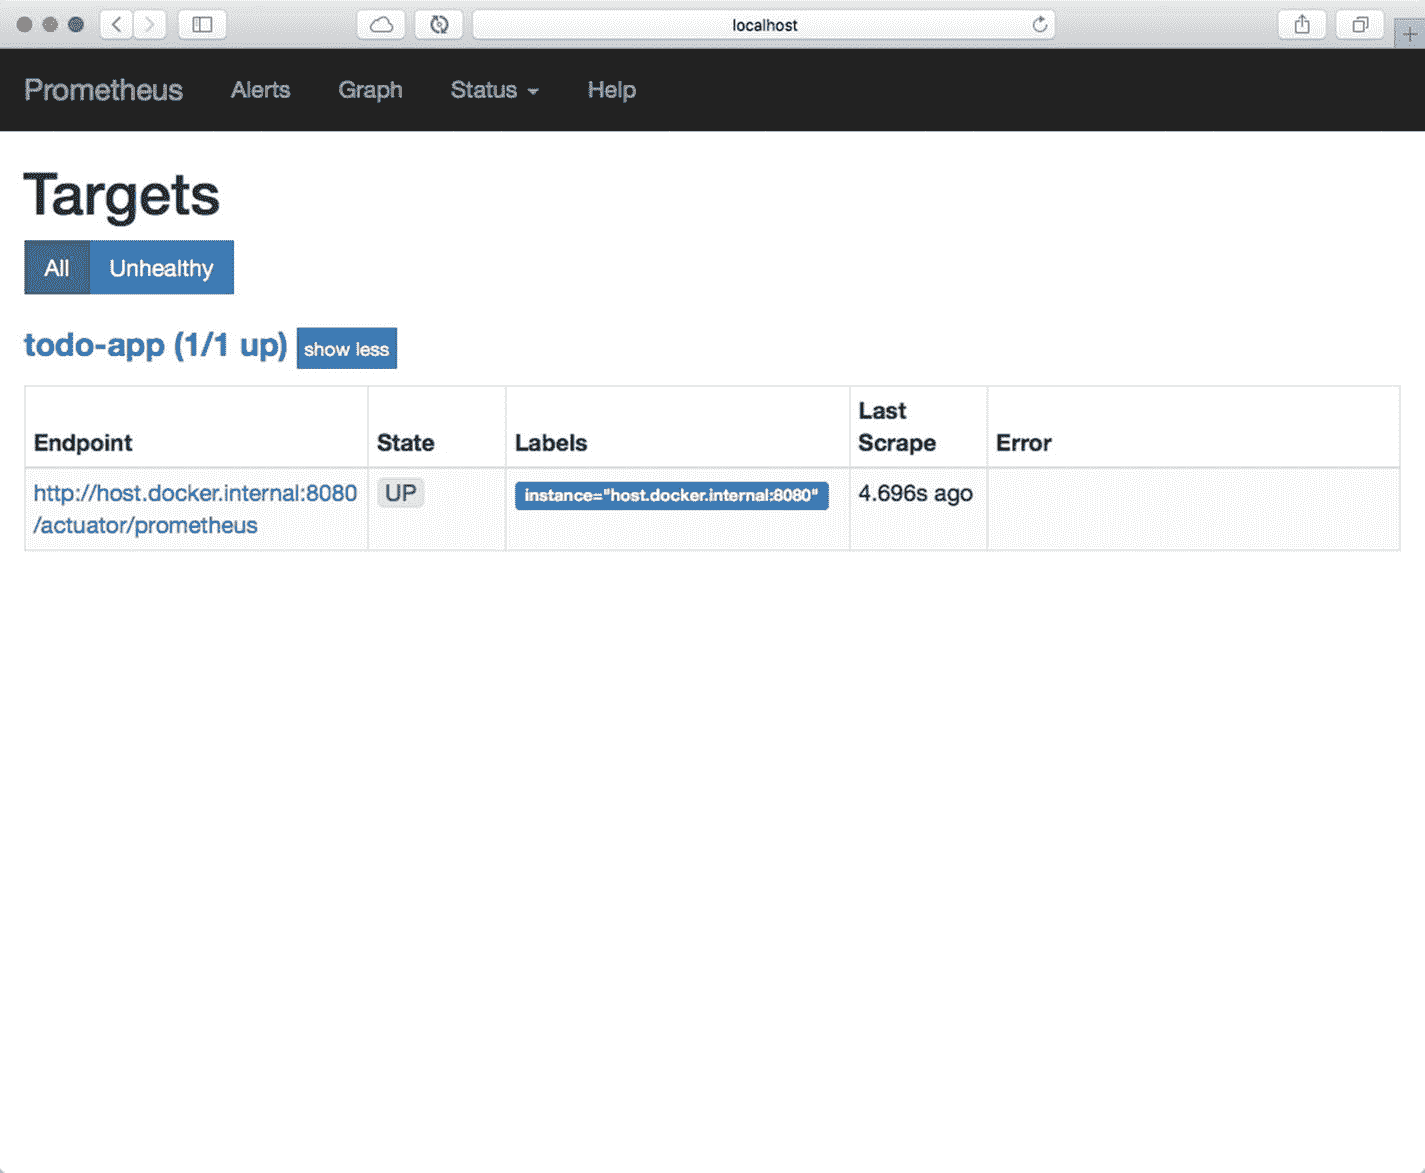 localhost
Prometheus Alerts Graph Status Help
Targets
All Unhealthy
todo-app (1/1 up) show less
Endpoint State Labels Last Scrape Error
http://host.docker.internal:8080 UP instance="host.docker.internal:8080" 4.696s ago
/actuator/prometheus